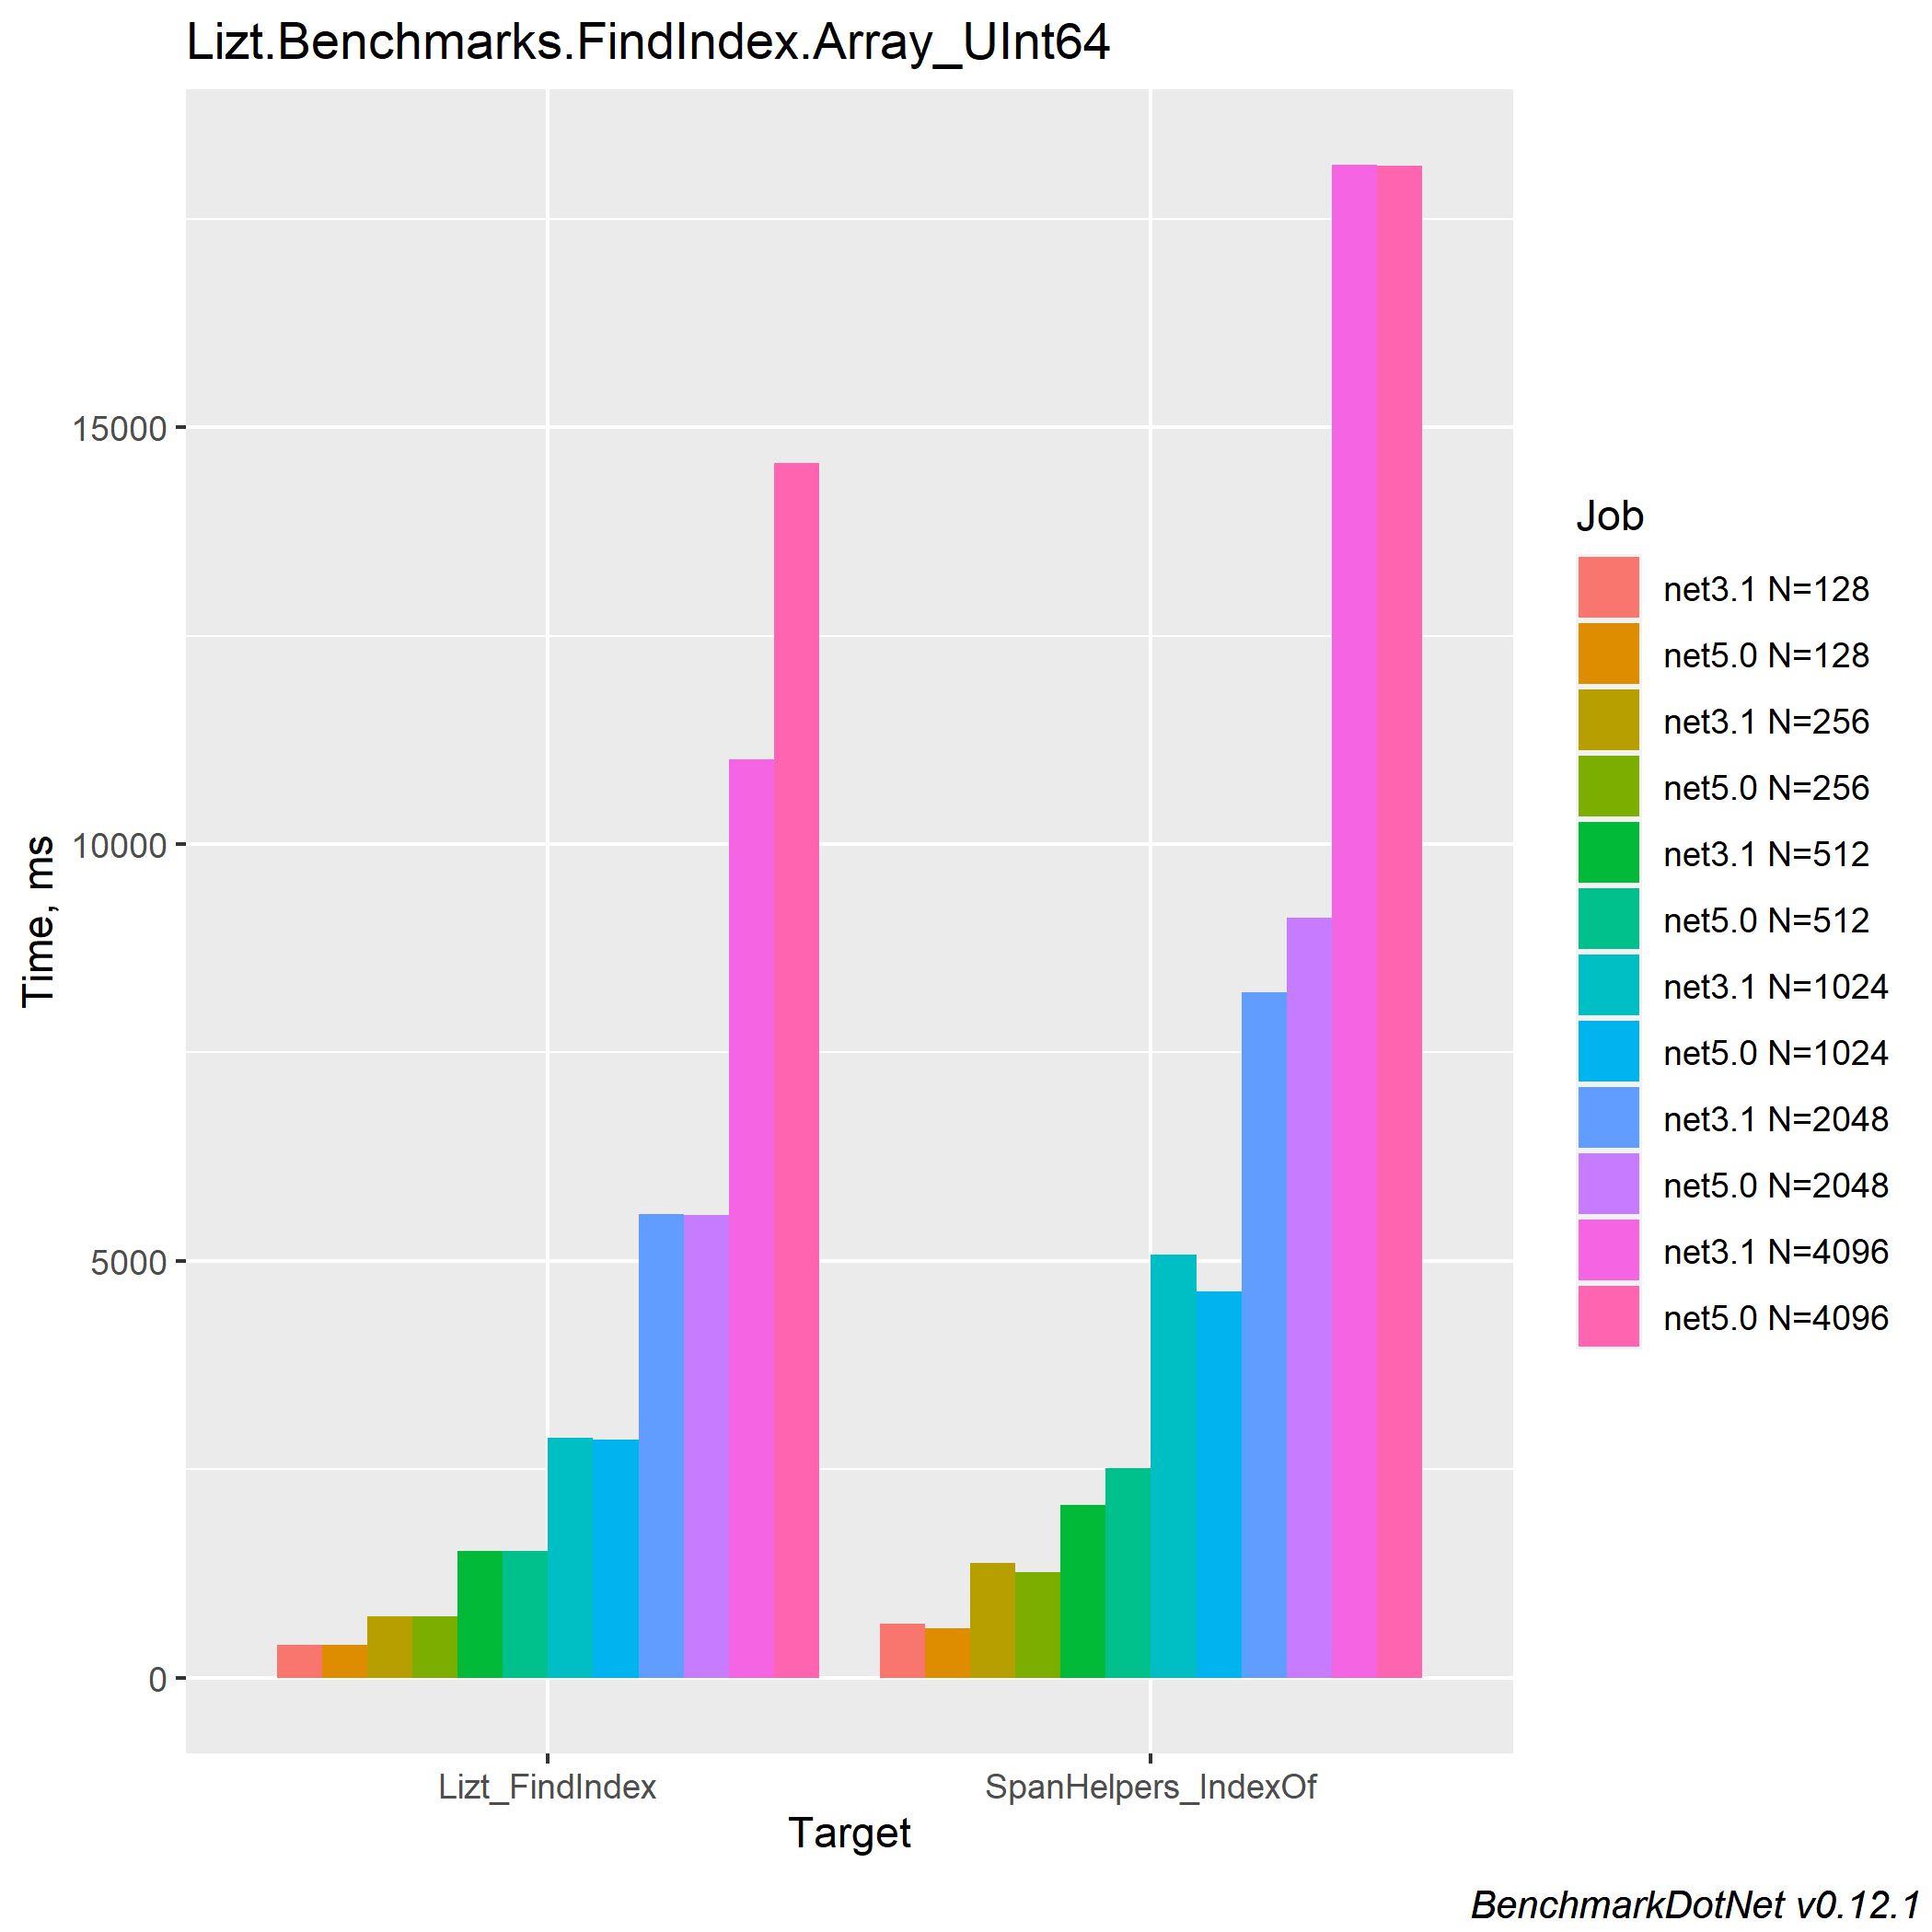 Lizt.Benchmarks.FindIndex.Array_UInt64
Time, ms
15000
10000
5000
0
Lizt_FindIndex
SpanHelpers_IndexOf
Target
Job
net3.1 N=128
net5.0 N=128
net3.1 N=256
net5.0 N=256
net3.1 N=512
net5.0 N=512
net3.1 N=1024
net5.0 N=1024
net3.1 N=2048
net5.0 N=2048
net3.1 N=4096
net5.0 N=4096
BenchmarkDotNet v0.12.1